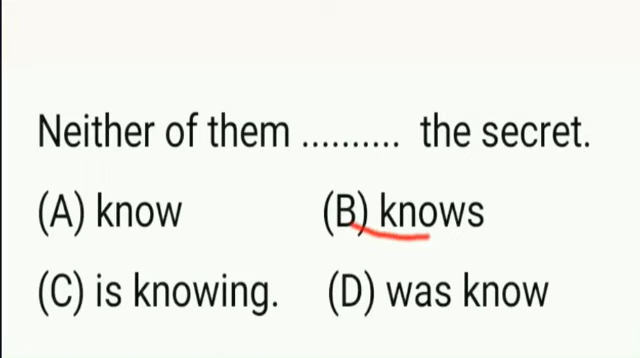 Neither of them .......... the secret.
(A) know (B) knows
(C) is knowing. (D) was know